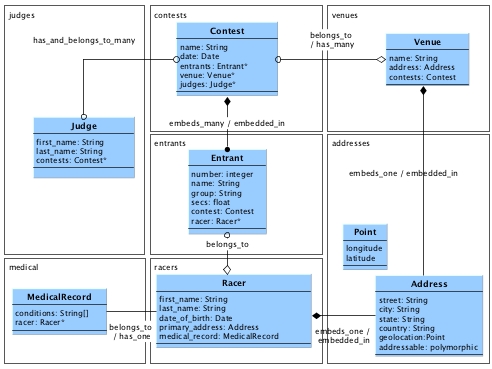 judges
contests
venues
has_and_belongs_to_many
Contest
name: String
date: Date
entrants: Entrant*
venue: Venue*
judges: Judge*
belongs_to
/ has_many
Venue
name: String
address: Address
contests: Contest
Judge
first_name: String
last_name: String
contests: Contest*
embeds_many / embedded_in
entrants
Entrant
number: integer
name: String
group: String
secs: float
contest: Contest
racer: Racer*
belongs_to
addresses
embeds_one / embedded_in
Point
longitude
latitude
medical
MedicalRecord
conditions: String[]
racer: Racer*
belongs_to
/ has_one
racers
Racer
first_name: String
last_name: String
date_of_birth: Date
primary_address: Address
medical_record: MedicalRecord
embeds_one /
embedded_in
Address
street: String
city: String
state: String
country: String
geolocation:Point
addressable: polymorphic